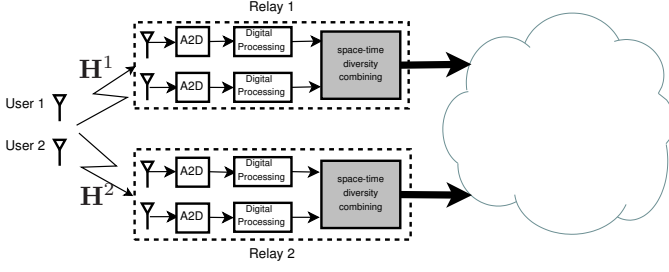 Relay 1
A2D
Digital
Processing
A2D
Digital
Processing
space-time
diversity
combining
H1
User 1
User 2
H2
A2D
Digital
Processing
A2D
Digital
Processing
space-time
diversity
combining
Relay 2